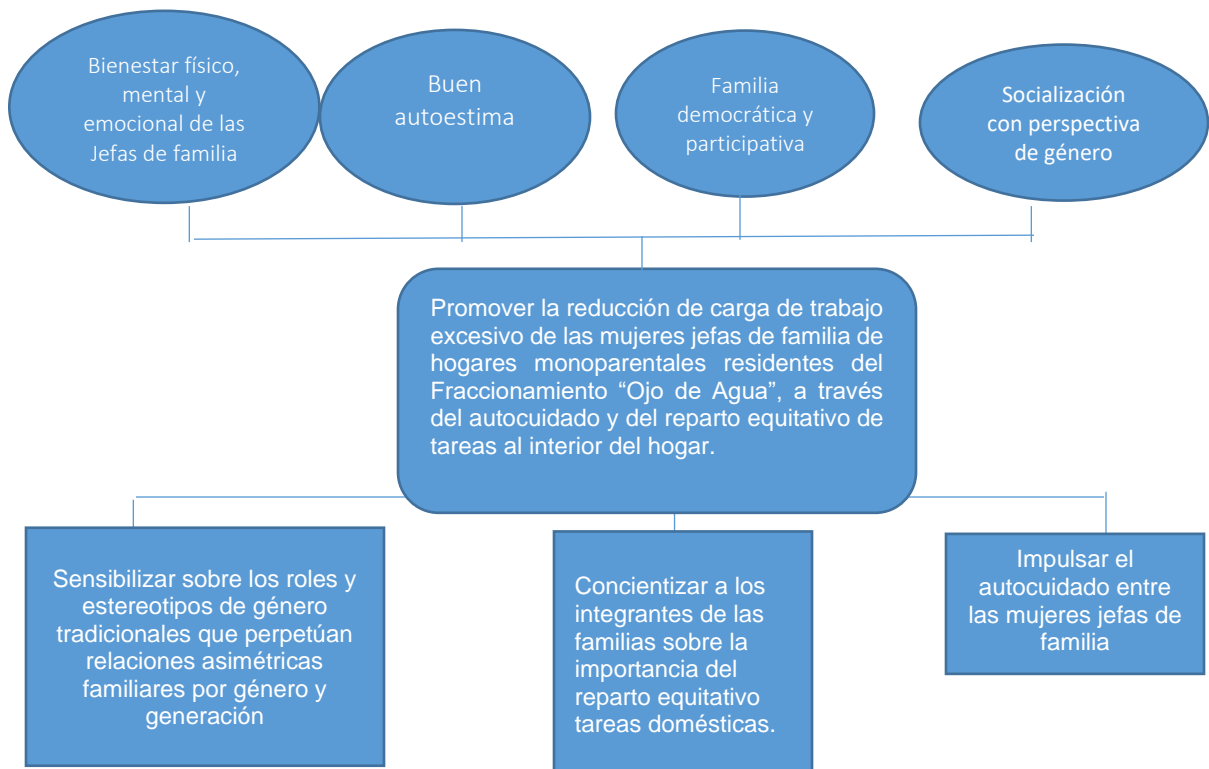 Bienestar físico,
mental y
emocional de las
Jefas de familia
Buen
autoestima
Familia
democrática y
participativa
Socialización
con perspectiva
de género
Promover la reducción de carga de trabajo
excesivo de las mujeres jefas de familia de
hogares monoparentales residentes del
Fraccionamiento “Ojo de Agua”, a través
del autocuidado y del reparto equitativo de
tareas al interior del hogar.
Sensibilizar sobre los roles y
estereotipos de género
tradicionales que perpetúan
relaciones asimétricas
familiares por género y
generación
Concientizar a los
integrantes de las
familias sobre la
importancia del
reparto equitativo
tareas domésticas.
Impulsar el
autocuidado entre
las mujeres jefas de
familia